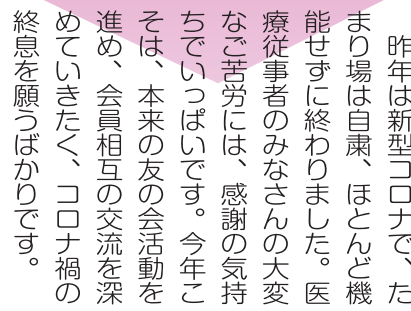 昨年は新型コロナで、た
まり場は自粛、ほとんど機
能せずに終わりました。医
療従事者のみなさんの大変
なご苦労には、感謝の気持
ちでいっぱいです。今年こ
そは、本来の友の会活動を
進め、会員相互の交流を深
めていきたく、コロナ禍の
終息を願うばかりです。